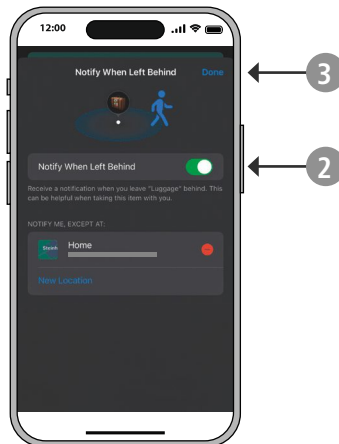 12:00
Notify When Left Behind Done
3
Notify When Left Behind
2
Receive a notification when you leave "Luggage" behind. This
can be helpful when taking this item with you.
NOTIFY ME, EXCEPT AT:
Home
New Location